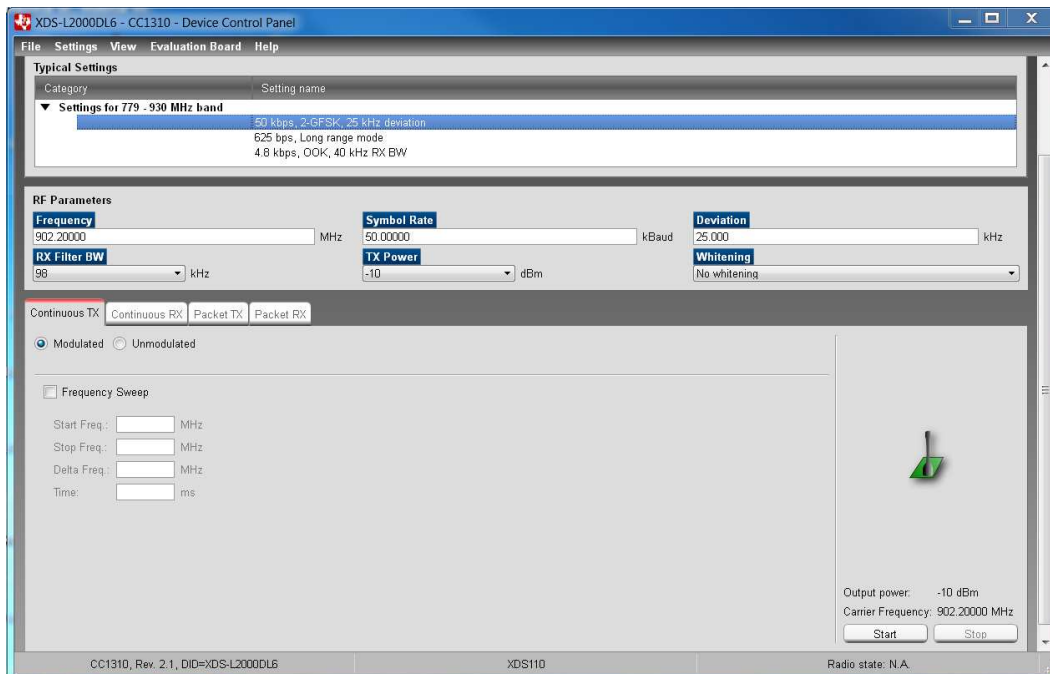 XDS-L2000DL6 - CC1310 - Device Control Panel
File Settings View Evaluation Board Help
Typical Settings
Category Setting name
Settings for 779 - 930 MHz band
50 kbps, 2-GFSK, 25 kHz deviation
625 bps, Long range mode
4.8 kbps, OOK, 40 kHz RX BW
RF Parameters
Frequency Symbol Rate Deviation
902.20000 MHz 50.00000 kBaud 25.000 kHz
RX Filter BW TX Power Whitening
98 kHz -10 dBm No whitening
Continuous TX Continuous RX Packet TX Packet RX
Modulated Unmodulated
Frequency Sweep
Start Freq.: MHz
Stop Freq.: MHz
Delta Freq.: MHz
Time: ms
Output power: -10 dBm
Carrier Frequency: 902.20000 MHz
Start Stop
CC1310, Rev. 2.1, DID=XDS-L2000DL6 XDS110 Radio state: N.A.